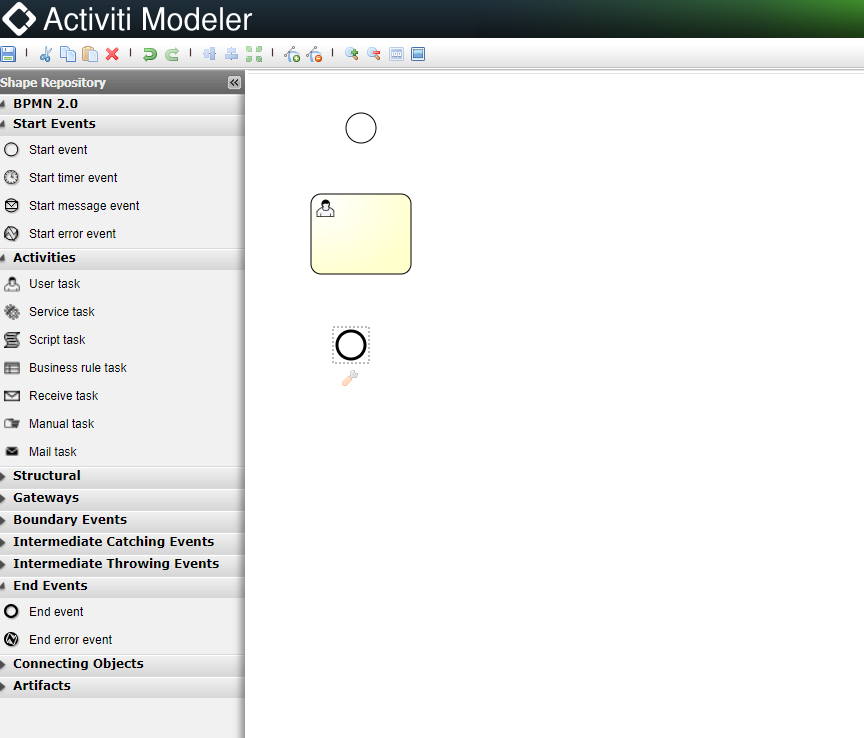 Activiti Modeler
Shape Repository
BPMN 2.0
Start Events
Start event
Start timer event
Start message event
Start error event
Activities
User task
Service task
Script task
Business rule task
Receive task
Manual task
Mail task
Structural
Gateways
Boundary Events
Intermediate Catching Events
Intermediate Throwing Events
End Events
End event
End error event
Connecting Objects
Artifacts